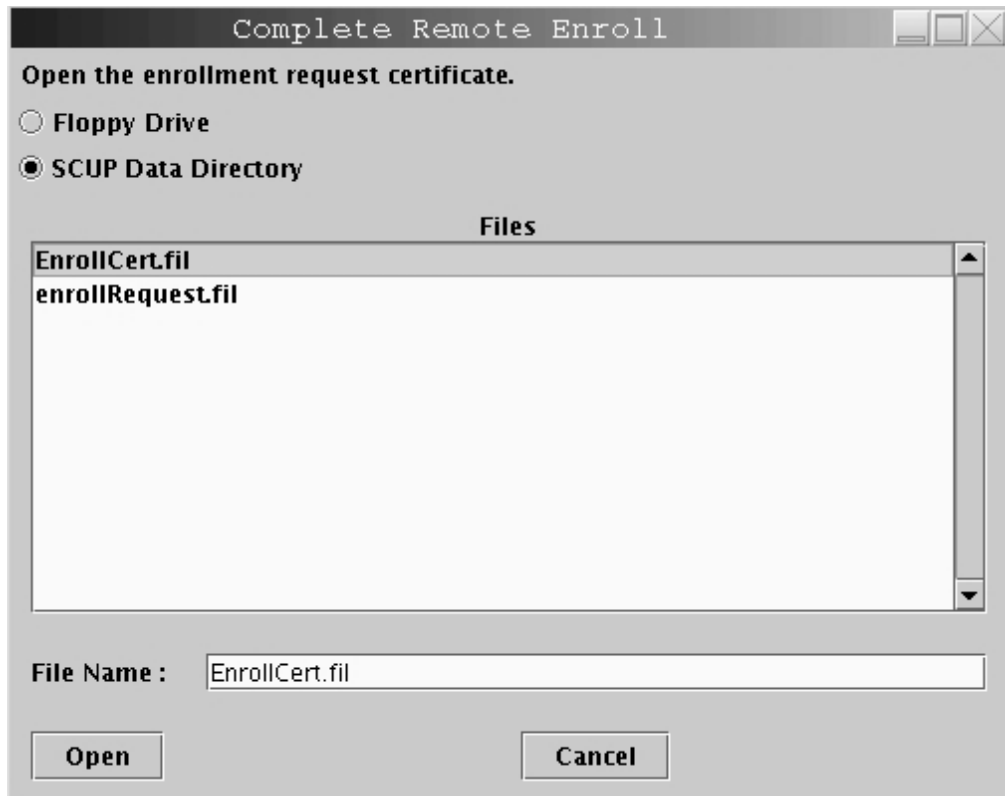 Complete Remote Enroll
Open the enrollment request certificate.
Floppy Drive
SCUP Data Directory
Files
EnrollCert.fil
enrollRequest.fil
File Name : EnrollCert.fil
Open Cancel